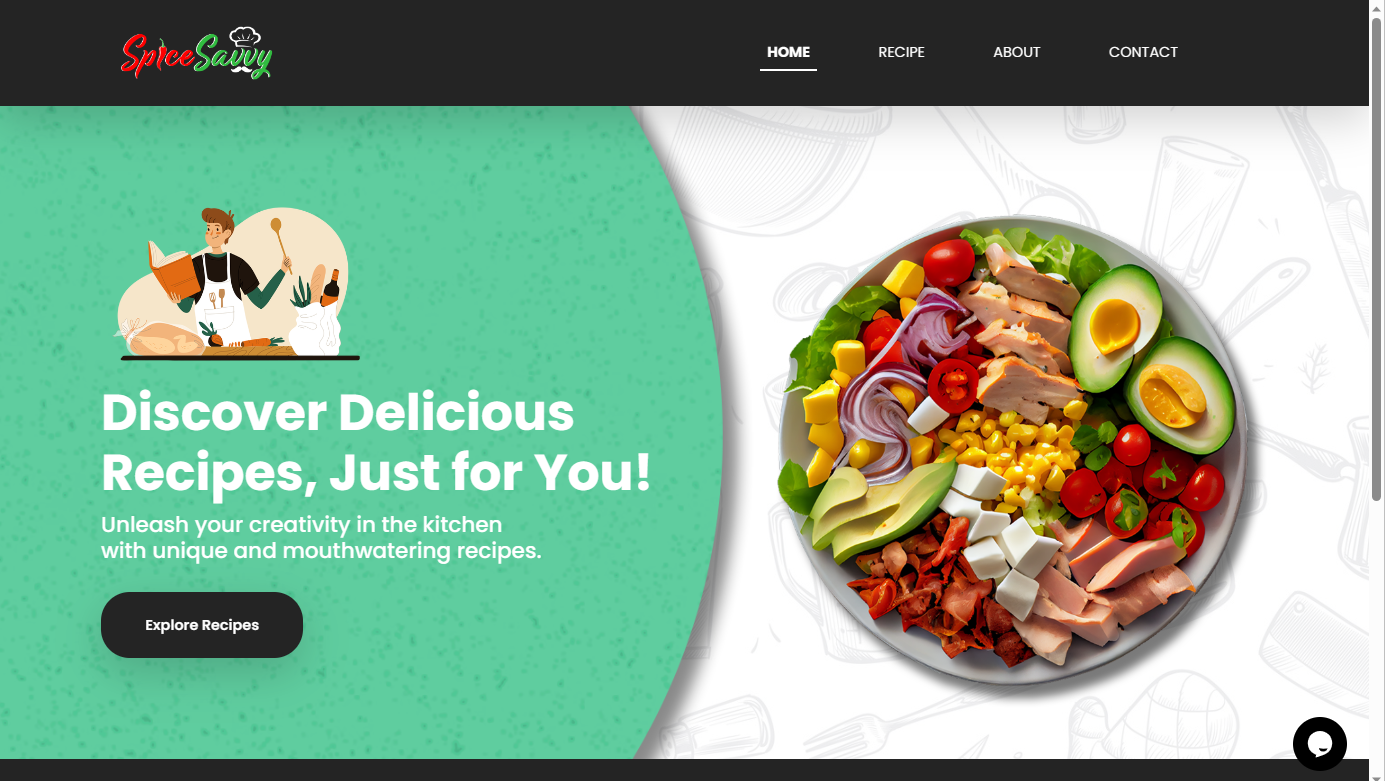 SpiceSavvy
HOME
RECIPE
ABOUT
CONTACT
Discover Delicious
Recipes, Just for You!
Unleash your creativity in the kitchen
with unique and mouthwatering recipes.
Explore Recipes